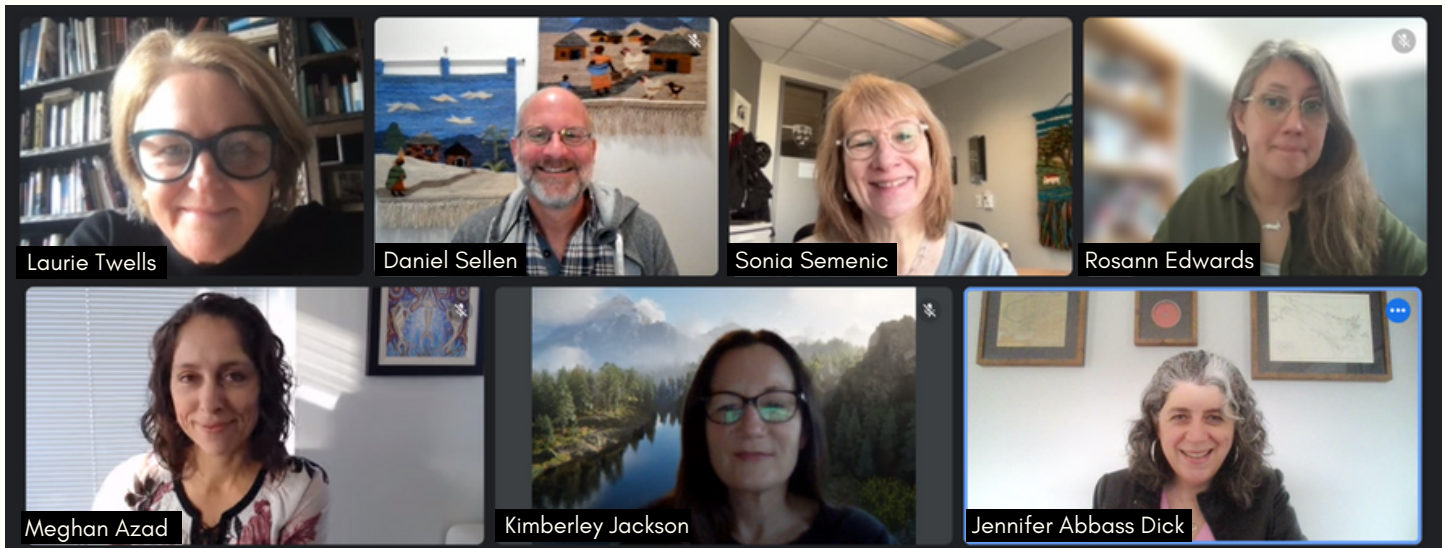 Laurie Twells
Daniel Sellen
Sonia Semenic
Rosann Edwards
Meghan Azad
Kimberley Jackson
Jennifer Abbass Dick